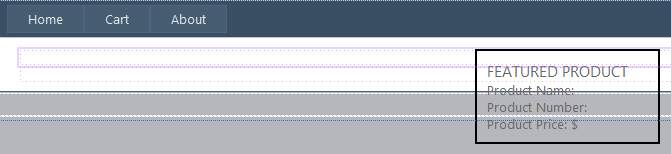 Home Cart About
FEATURED PRODUCT
Product Name:
Product Number:
Product Price: $